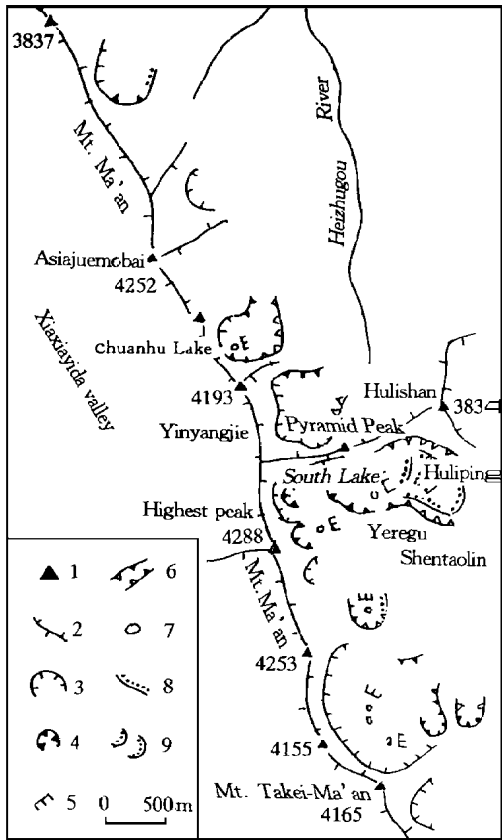 3837
Mt. Ma'an
River
Heizhugou
Asiajuemobai
4252
Xiaxiayida valley
Chuanhu Lake
E
4193
Hulishan
384
Yinyangjie
Pyramid Peak
South Lake
E
Huliping
Highest peak
E
Yeregu
4288
Shentaolin
Mt. Ma'an
E
4253
E
4155
E
Mt. Takei-Ma'an
4165
1
6
2
7
3
8
4
9
5
0 500m